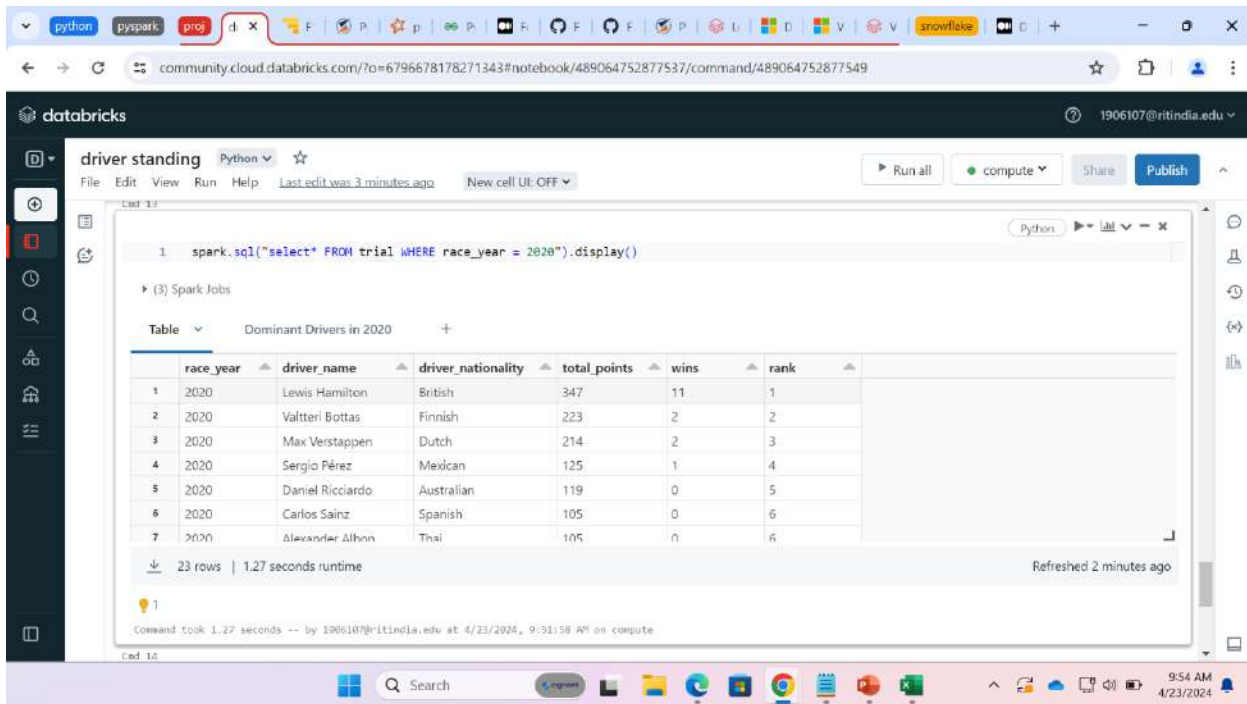 python
pyspark
proj
snowflake
community.cloud.databricks.com/?o=6796678178271343#notebook/489064752877537/command/489064752877549
databricks
1906107@ritindia.edu
driver standing Python
File Edit View Run Help Last edit was 3 minutes ago New cell UI: OFF
Run all compute Share Publish
Cmd 13
Python
1 spark.sql("select* FROM trial WHERE race_year = 2020").display()
(3) Spark Jobs
Table Dominant Drivers in 2020 +
race_year driver_name driver_nationality total_points wins rank
1 2020 Lewis Hamilton British 347 11 1
2 2020 Valtteri Bottas Finnish 223 2 2
3 2020 Max Verstappen Dutch 214 2 3
4 2020 Sergio Pérez Mexican 125 1 4
5 2020 Daniel Ricciardo Australian 119 0 5
6 2020 Carlos Sainz Spanish 105 0 6
7 2020 Alexander Albon Thai 105 0 6
23 rows | 1.27 seconds runtime
Refreshed 2 minutes ago
1
Command took 1.27 seconds -- by 1906107@ritindia.edu at 4/23/2024, 9:51:58 AM on compute
Cmd 14
Search
9:54 AM
4/23/2024